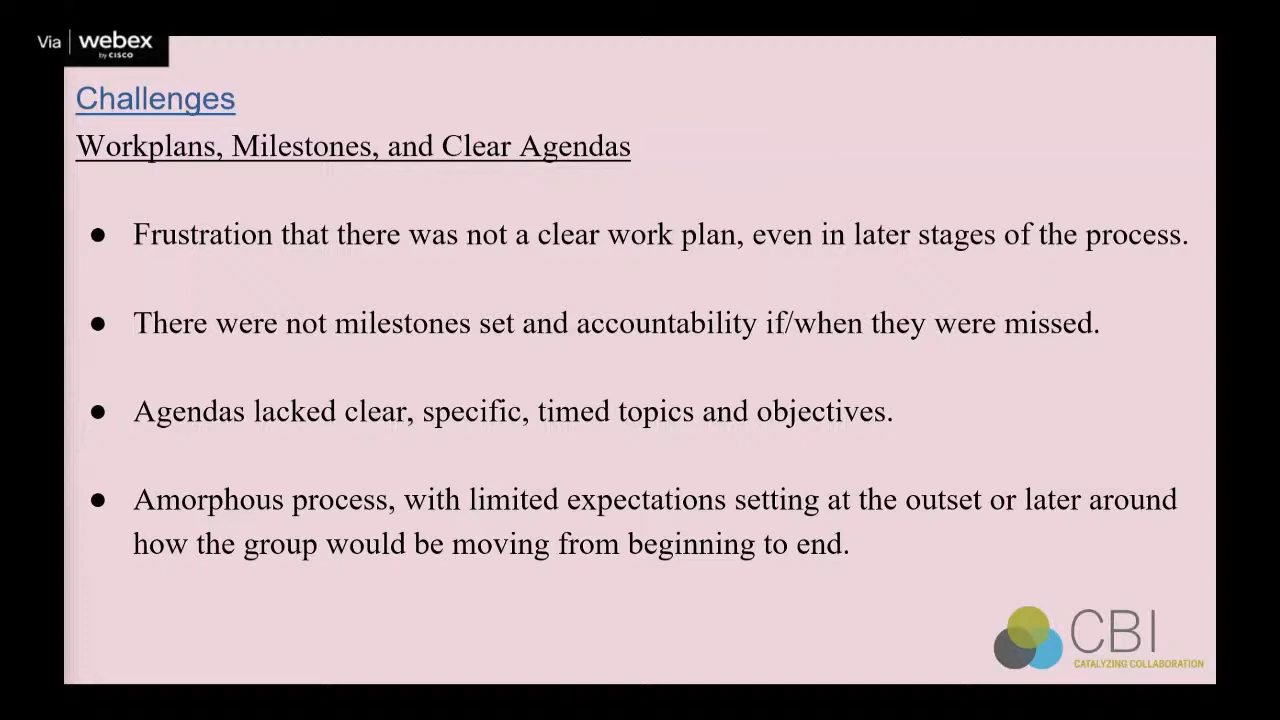 Via webex
by CISCO
Challenges
Workplans, Milestones, and Clear Agendas
● Frustration that there was not a clear work plan, even in later stages of the process.
● There were not milestones set and accountability if/when they were missed.
● Agendas lacked clear, specific, timed topics and objectives.
● Amorphous process, with limited expectations setting at the outset or later around
how the group would be moving from beginning to end.
CBI
CATALYZING COLLABORATION